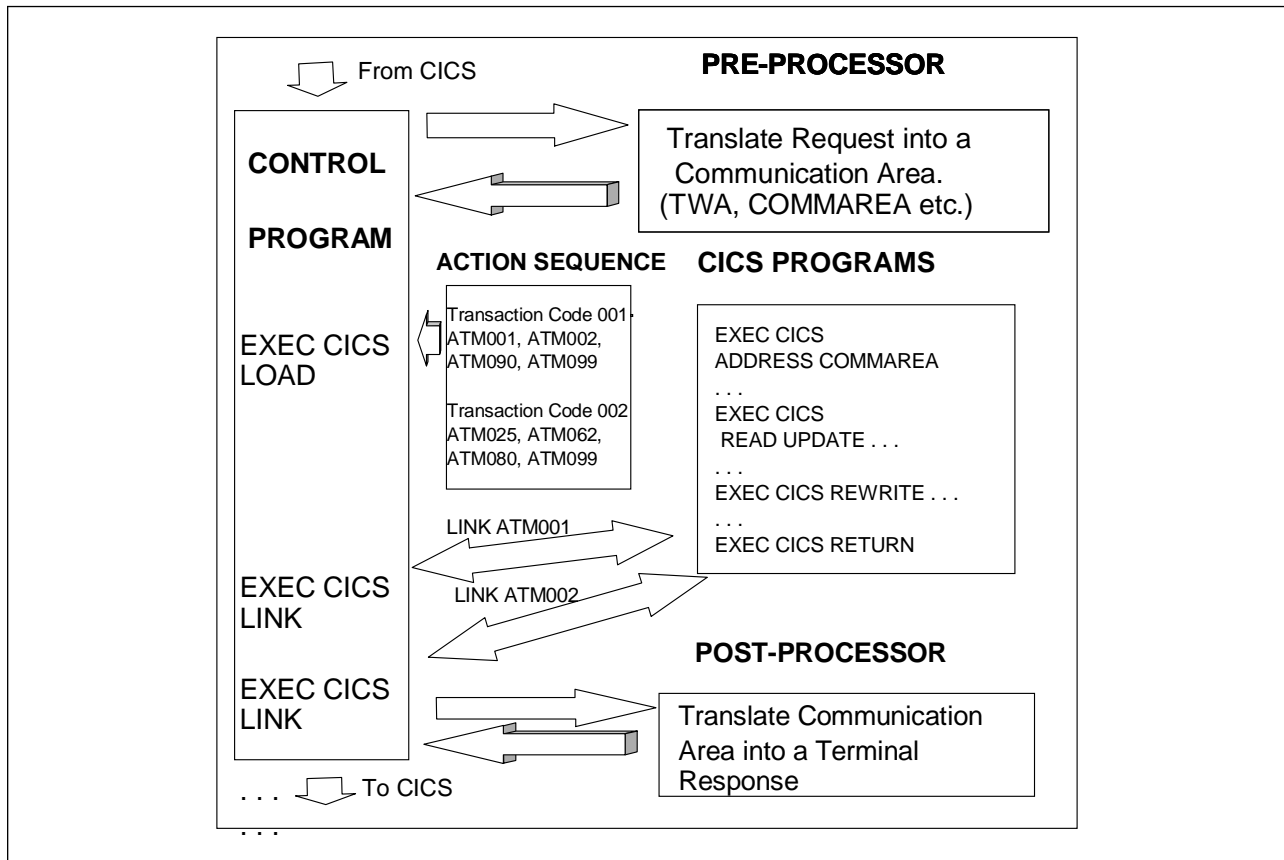 From CICS
PRE-PROCESSOR
CONTROL
PROGRAM
Translate Request into a
Communication Area.
(TWA, COMMAREA etc.)
ACTION SEQUENCE
CICS PROGRAMS
EXEC CICS
LOAD
Transaction Code 001
ATM001, ATM002,
ATM090, ATM099
Transaction Code 002
ATM025, ATM062,
ATM080, ATM099
EXEC CICS
ADDRESS COMMAREA
. . .
EXEC CICS
READ UPDATE . . .
. . .
EXEC CICS REWRITE . . .
. . .
EXEC CICS RETURN
LINK ATM001
EXEC CICS
LINK
LINK ATM002
POST-PROCESSOR
EXEC CICS
LINK
Translate Communication
Area into a Terminal
Response
. . .
To CICS
. . .